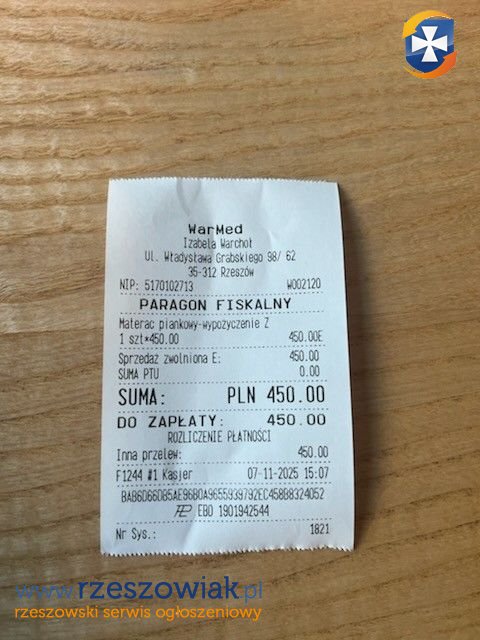 WarMed
Izabela Warchoł
Ul. Władysława Grabskiego 98/ 62
35-312 Rzeszów
NIP: 5170102713 W002120
PARAGON FISKALNY
Materac piankowy-wypożyczenie Z
1 szt*450.00 450.00E
Sprzedaż zwolniona E: 450.00
SUMA PTU 0.00
SUMA: PLN 450.00
DO ZAPŁATY: 450.00
ROZLICZENIE PŁATNOŚCI
Inna przelew: 450.00
F1244 #1 Kasjer 07-11-2025 15:07
BAB6D66D85AE96B0A9655939792EC458B8324052
EBD 1901942544
Nr Sys.: 1821
www.rzeszowiak.pl
rzeszowski serwis ogłoszeniowy